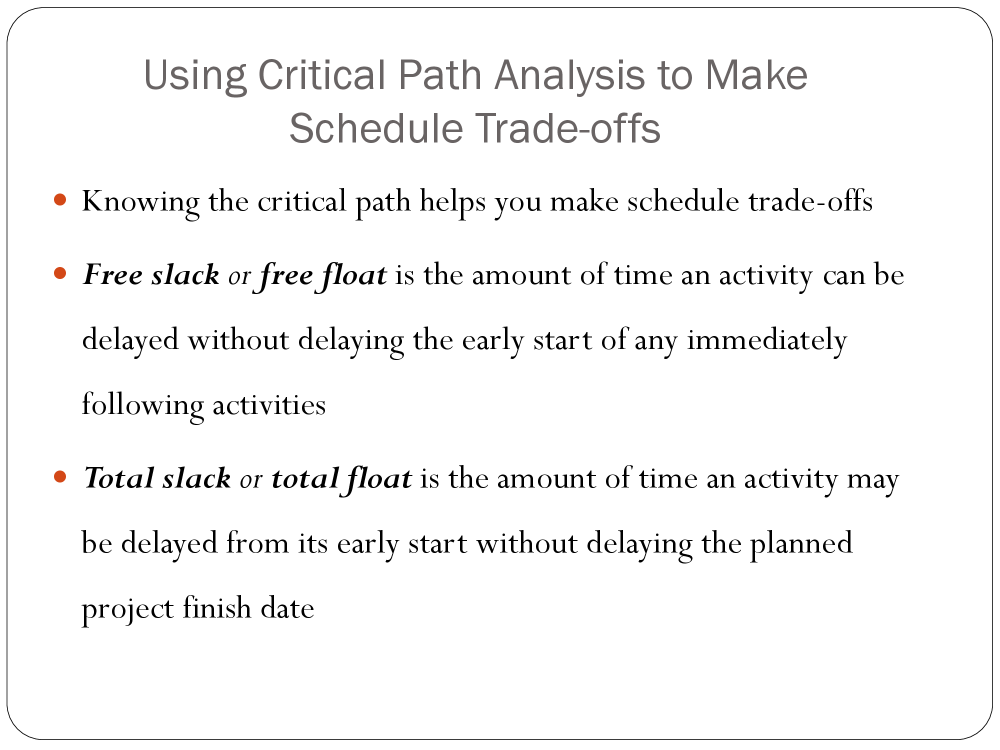 Using Critical Path Analysis to Make
Schedule Trade-offs
Knowing the critical path helps you make schedule trade-offs
Free slack or free float is the amount of time an activity can be
delayed without delaying the early start of any immediately
following activities
Total slack or total float is the amount of time an activity may
be delayed from its early start without delaying the planned
project finish date